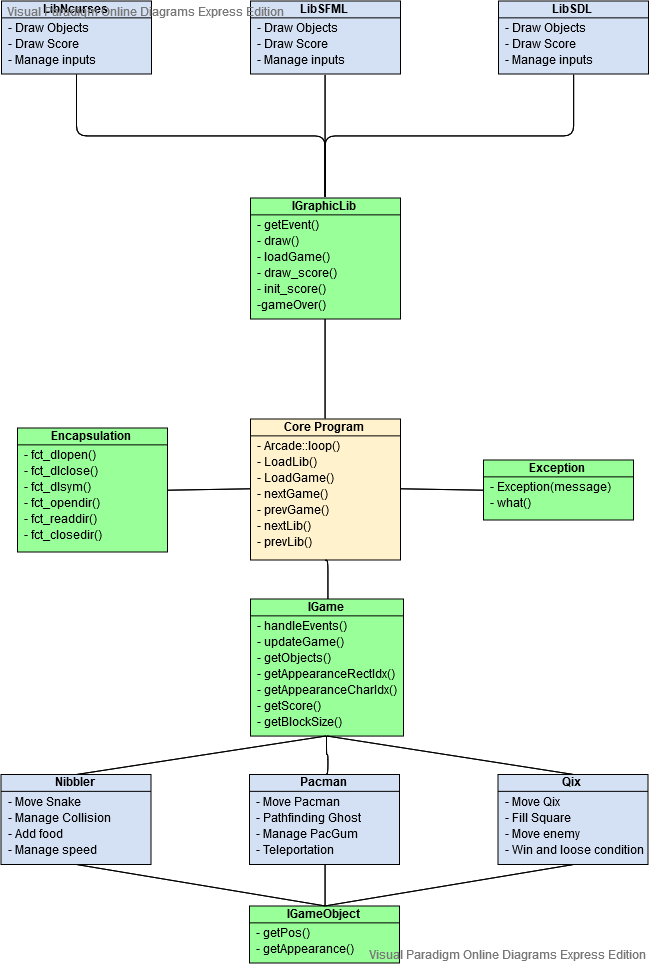 Visual Paradigm Online Diagrams Express Edition
LibNcurses
- Draw Objects
- Draw Score
- Manage inputs
LibSFML
- Draw Objects
- Draw Score
- Manage inputs
LibSDL
- Draw Objects
- Draw Score
- Manage inputs
IGraphicLib
- getEvent()
- draw()
- loadGame()
- draw_score()
- init_score()
-gameOver()
Encapsulation
- fct_dlopen()
- fct_dlclose()
- fct_dlsym()
- fct_opendir()
- fct_readdir()
- fct_closedir()
Core Program
- Arcade::loop()
- LoadLib()
- LoadGame()
- nextGame()
- prevGame()
- nextLib()
- prevLib()
Exception
- Exception(message)
- what()
IGame
- handleEvents()
- updateGame()
- getObjects()
- getAppearanceRectIdx()
- getAppearanceCharIdx()
- getScore()
- getBlockSize()
Nibbler
- Move Snake
- Manage Collision
- Add food
- Manage speed
Pacman
- Move Pacman
- Pathfinding Ghost
- Manage PacGum
- Teleportation
Qix
- Move Qix
- Fill Square
- Move enemy
- Win and loose condition
IGameObject
- getPos()
- getAppearance()
Visual Paradigm Online Diagrams Express Edition